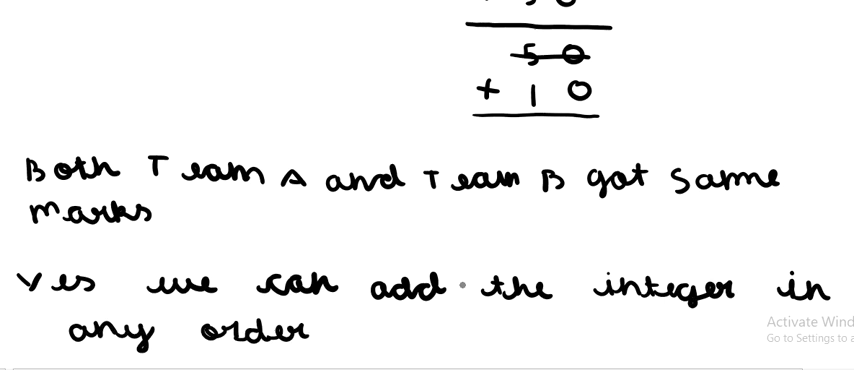 50
+ 10
Both Team A and Team B got same
marks
Yes we can add the integer in
any order
Activate Wind
Go to Settings to a